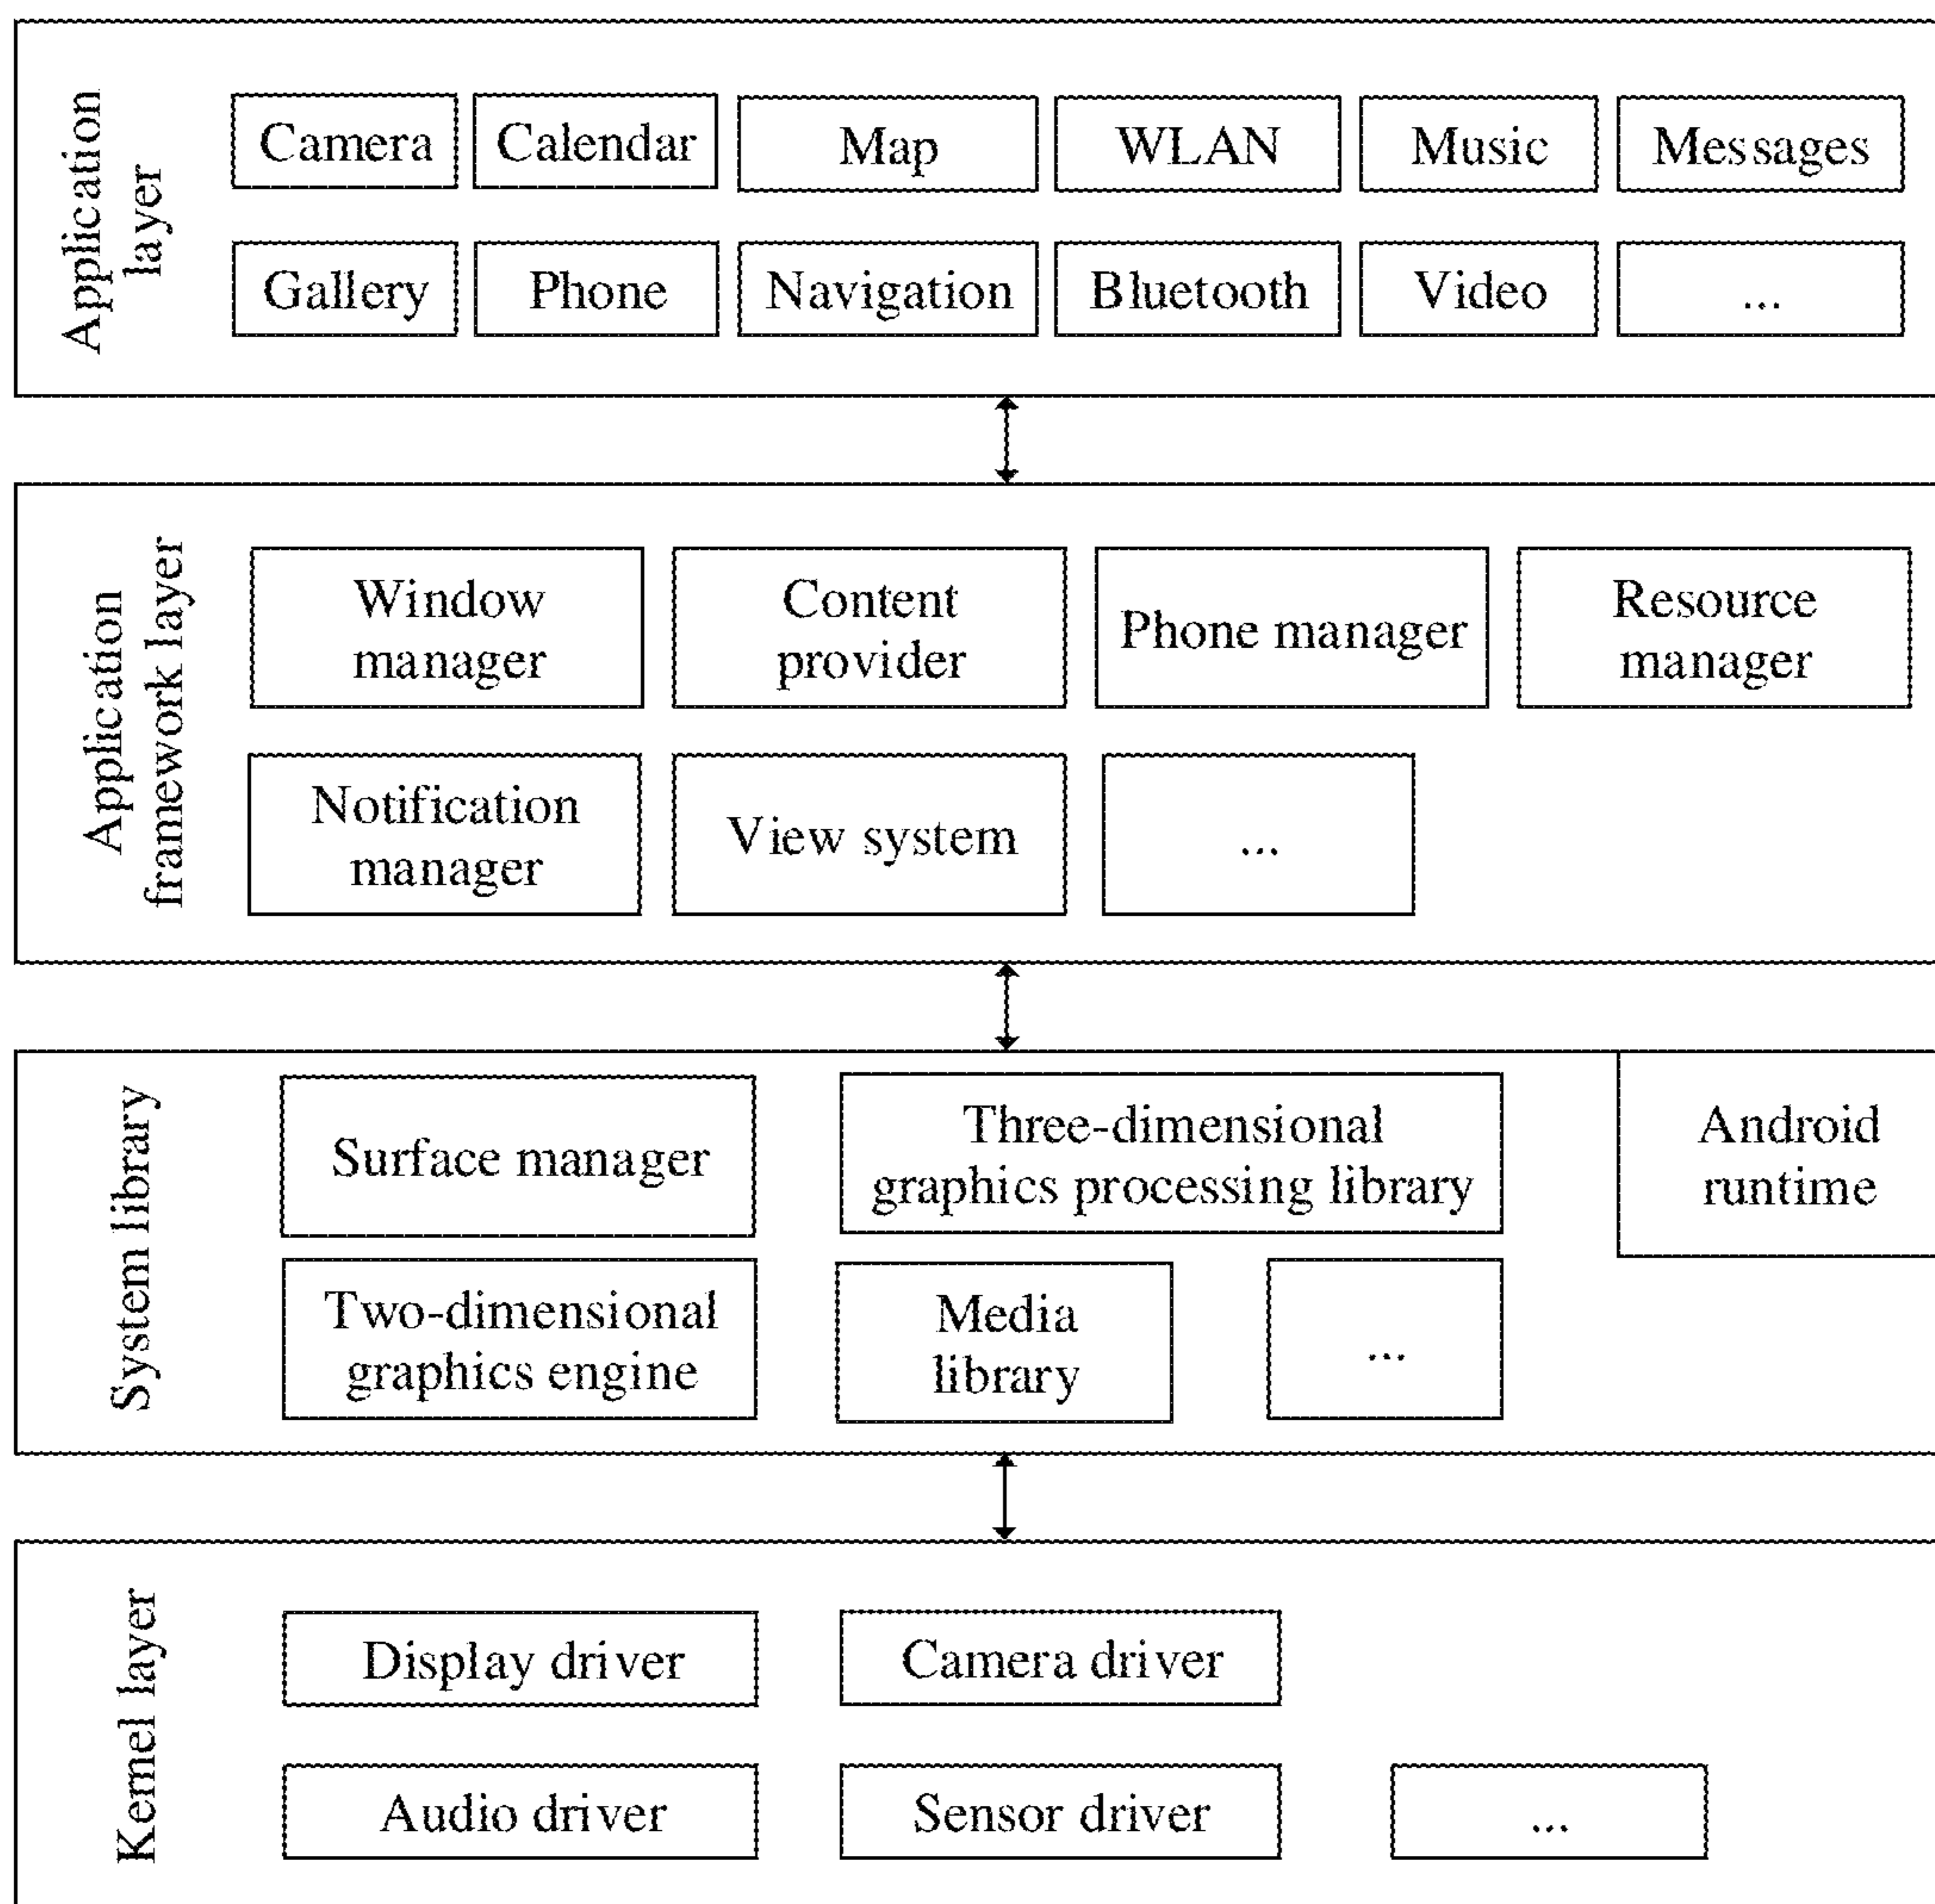 Application
layer
Camera
Calendar
Map
WLAN
Music
Messages
Gallery
Phone
Navigation
Bluetooth
Video
...
Application
framework layer
Window
manager
Content
provider
Phone manager
Resource
manager
Notification
manager
View system
...
System library
Surface manager
Three-dimensional
graphics processing library
Android
runtime
Two-dimensional
graphics engine
Media
library
...
Kernel layer
Display driver
Camera driver
Audio driver
Sensor driver
...